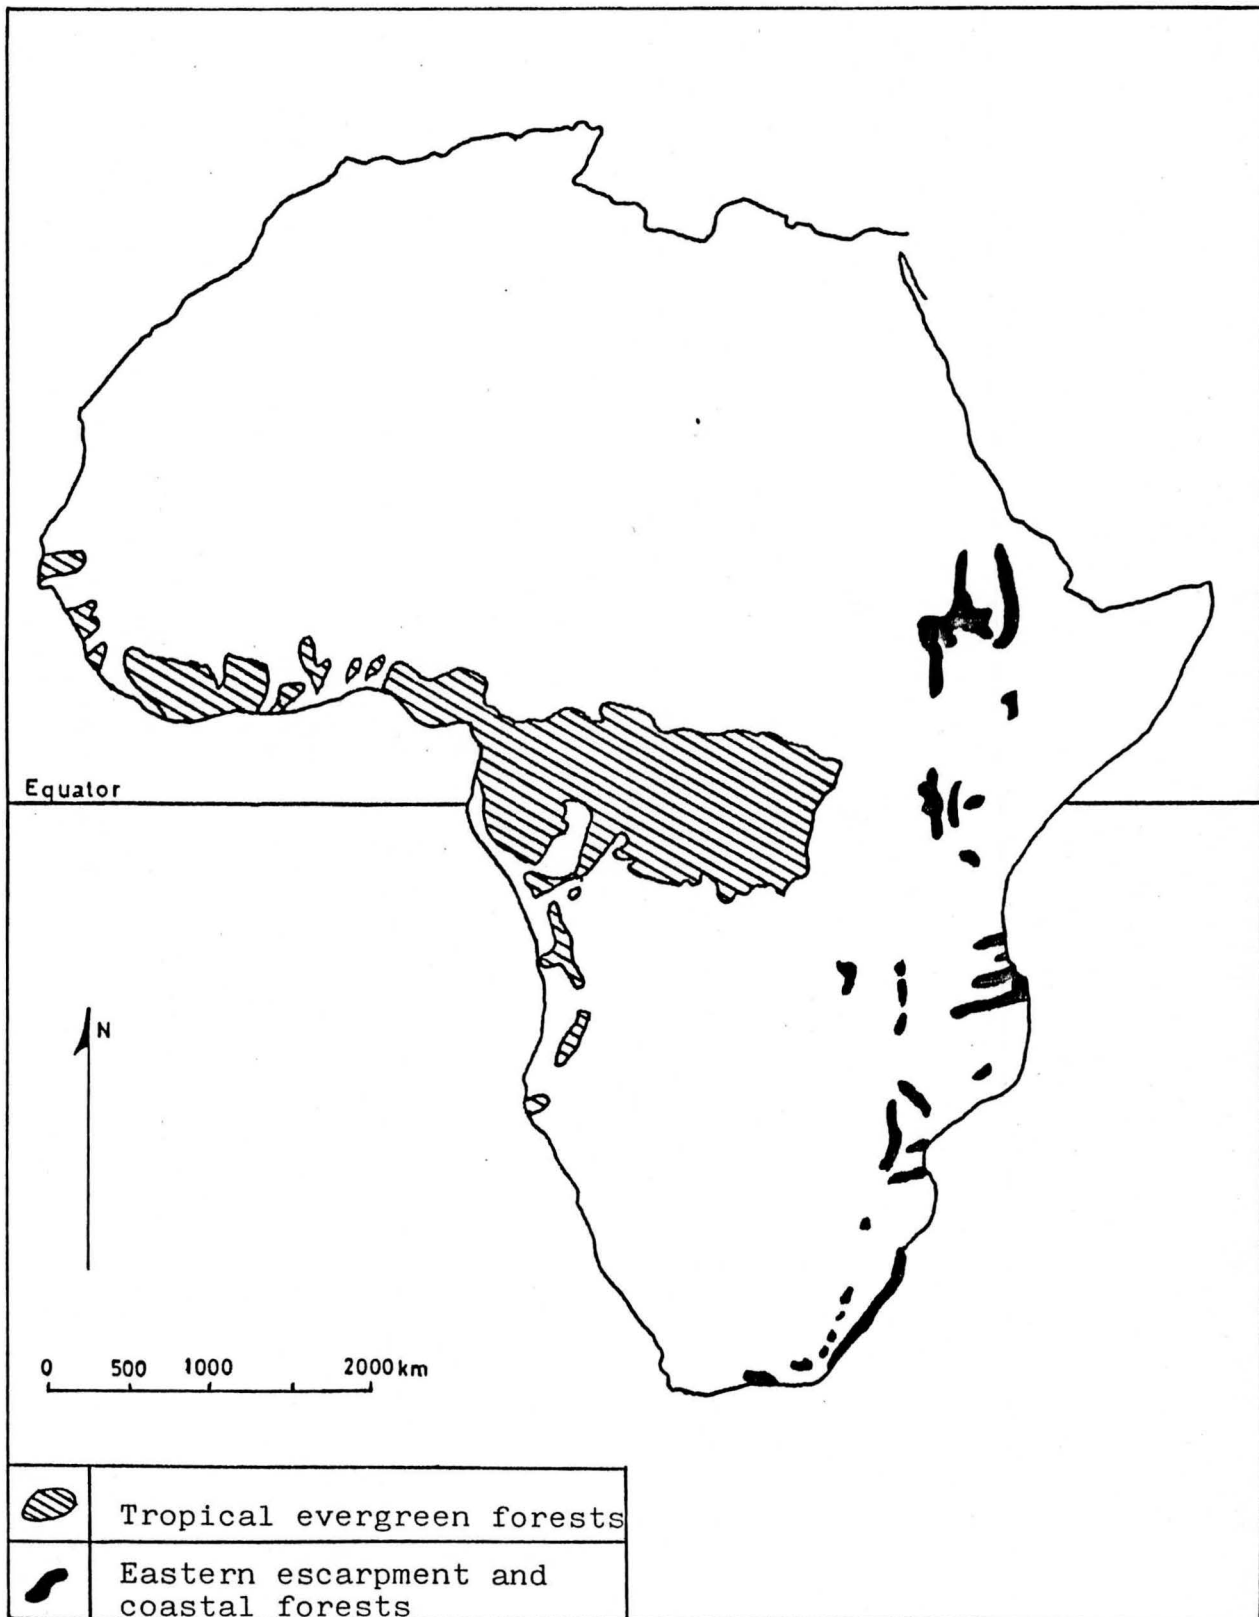 Equator
N
0 500 1000 2000 km
Tropical evergreen forests
Eastern escarpment and
coastal forests